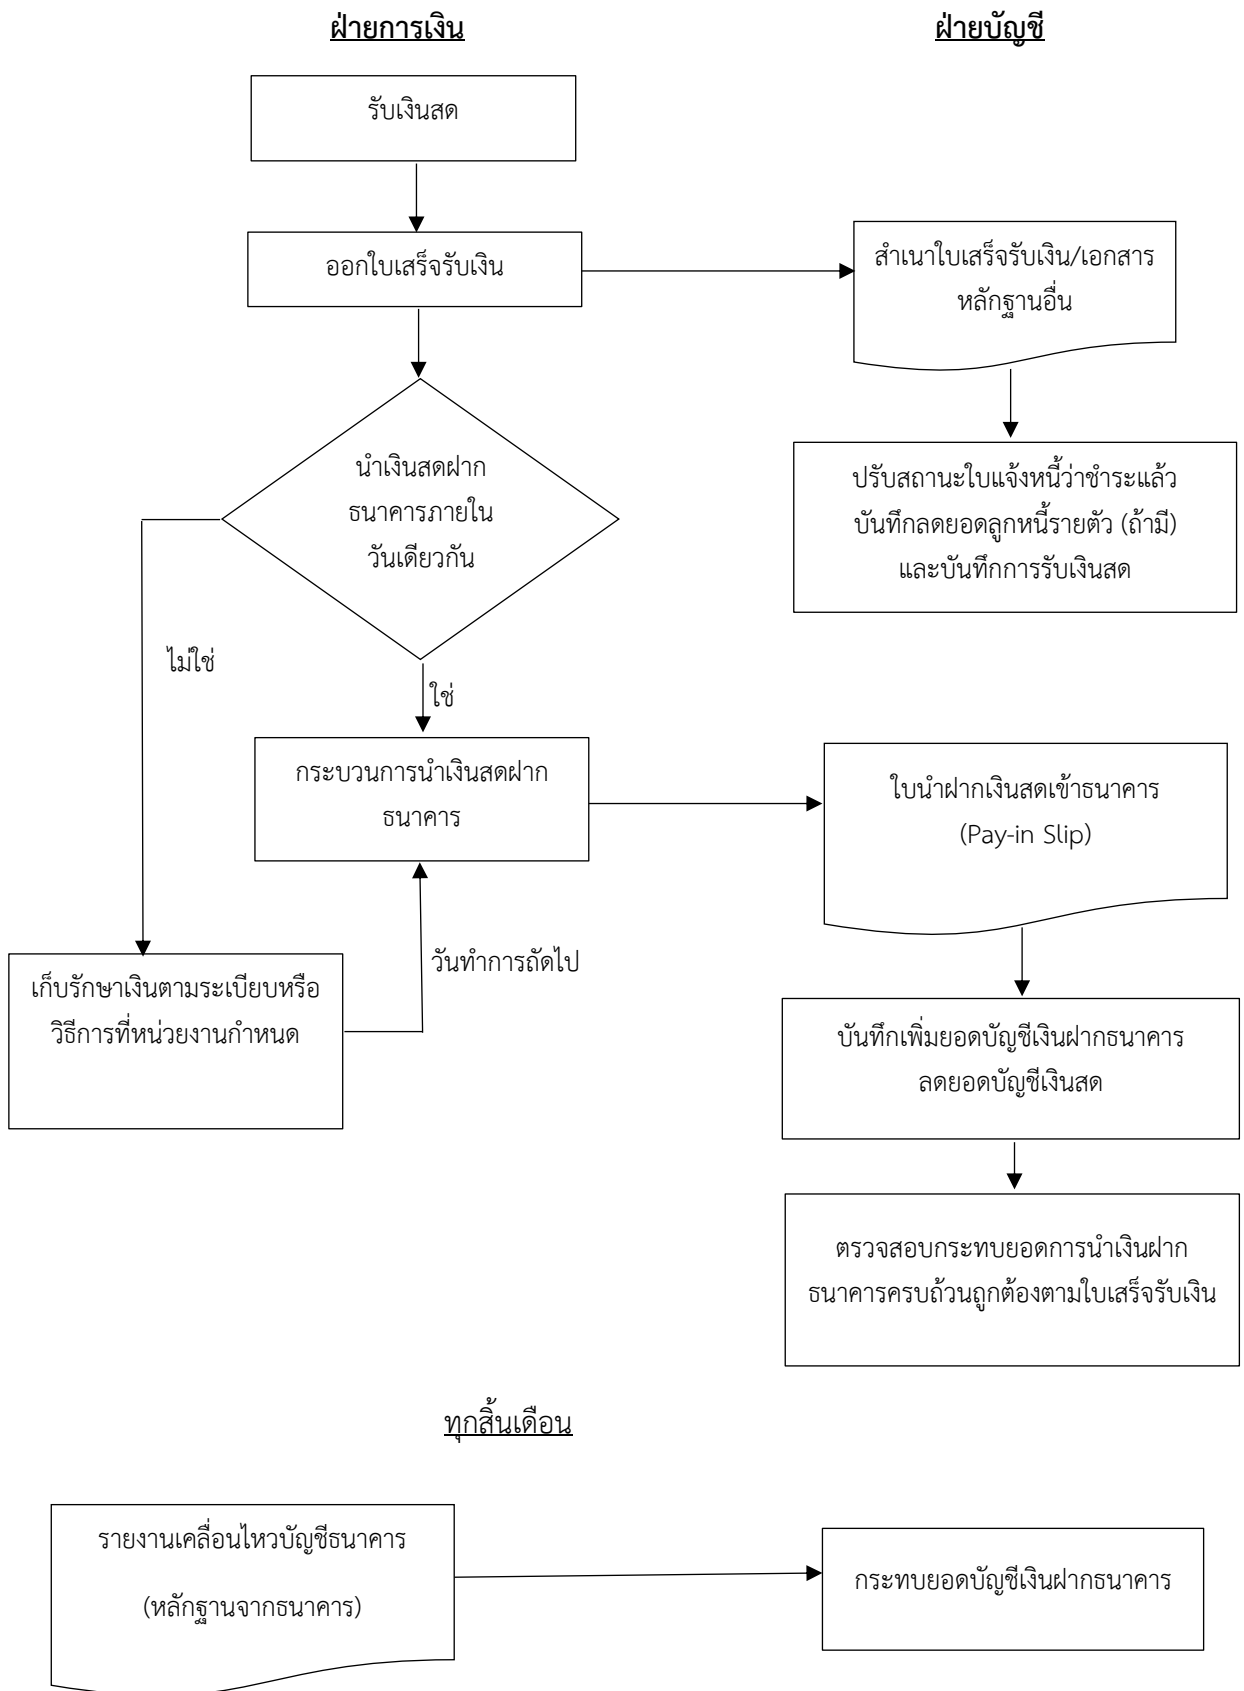 ฝ่ายการเงิน
ฝ่ายบัญชี
รับเงินสด
ออกใบเสร็จรับเงิน
สำเนาใบเสร็จรับเงิน/เอกสาร
หลักฐานอื่น
นำเงินสดฝาก
ธนาคารภายใน
วันเดียวกัน
ปรับสถานะใบแจ้งหนี้ว่าชำระแล้ว
บันทึกลดยอดลูกหนี้รายตัว (ถ้ามี)
และบันทึกการรับเงินสด
ไม่ใช่
ใช่
กระบวนการนำเงินสดฝาก
ธนาคาร
ใบนำฝากเงินสดเข้าธนาคาร
(Pay-in Slip)
วันทำการถัดไป
เก็บรักษาเงินตามระเบียบหรือ
วิธีการที่หน่วยงานกำหนด
บันทึกเพิ่มยอดบัญชีเงินฝากธนาคาร
ลดยอดบัญชีเงินสด
ตรวจสอบกระทบยอดการนำเงินฝาก
ธนาคารครบถ้วนถูกต้องตามใบเสร็จรับเงิน
ทุกสิ้นเดือน
รายงานเคลื่อนไหวบัญชีธนาคาร
(หลักฐานจากธนาคาร)
กระทบยอดบัญชีเงินฝากธนาคาร